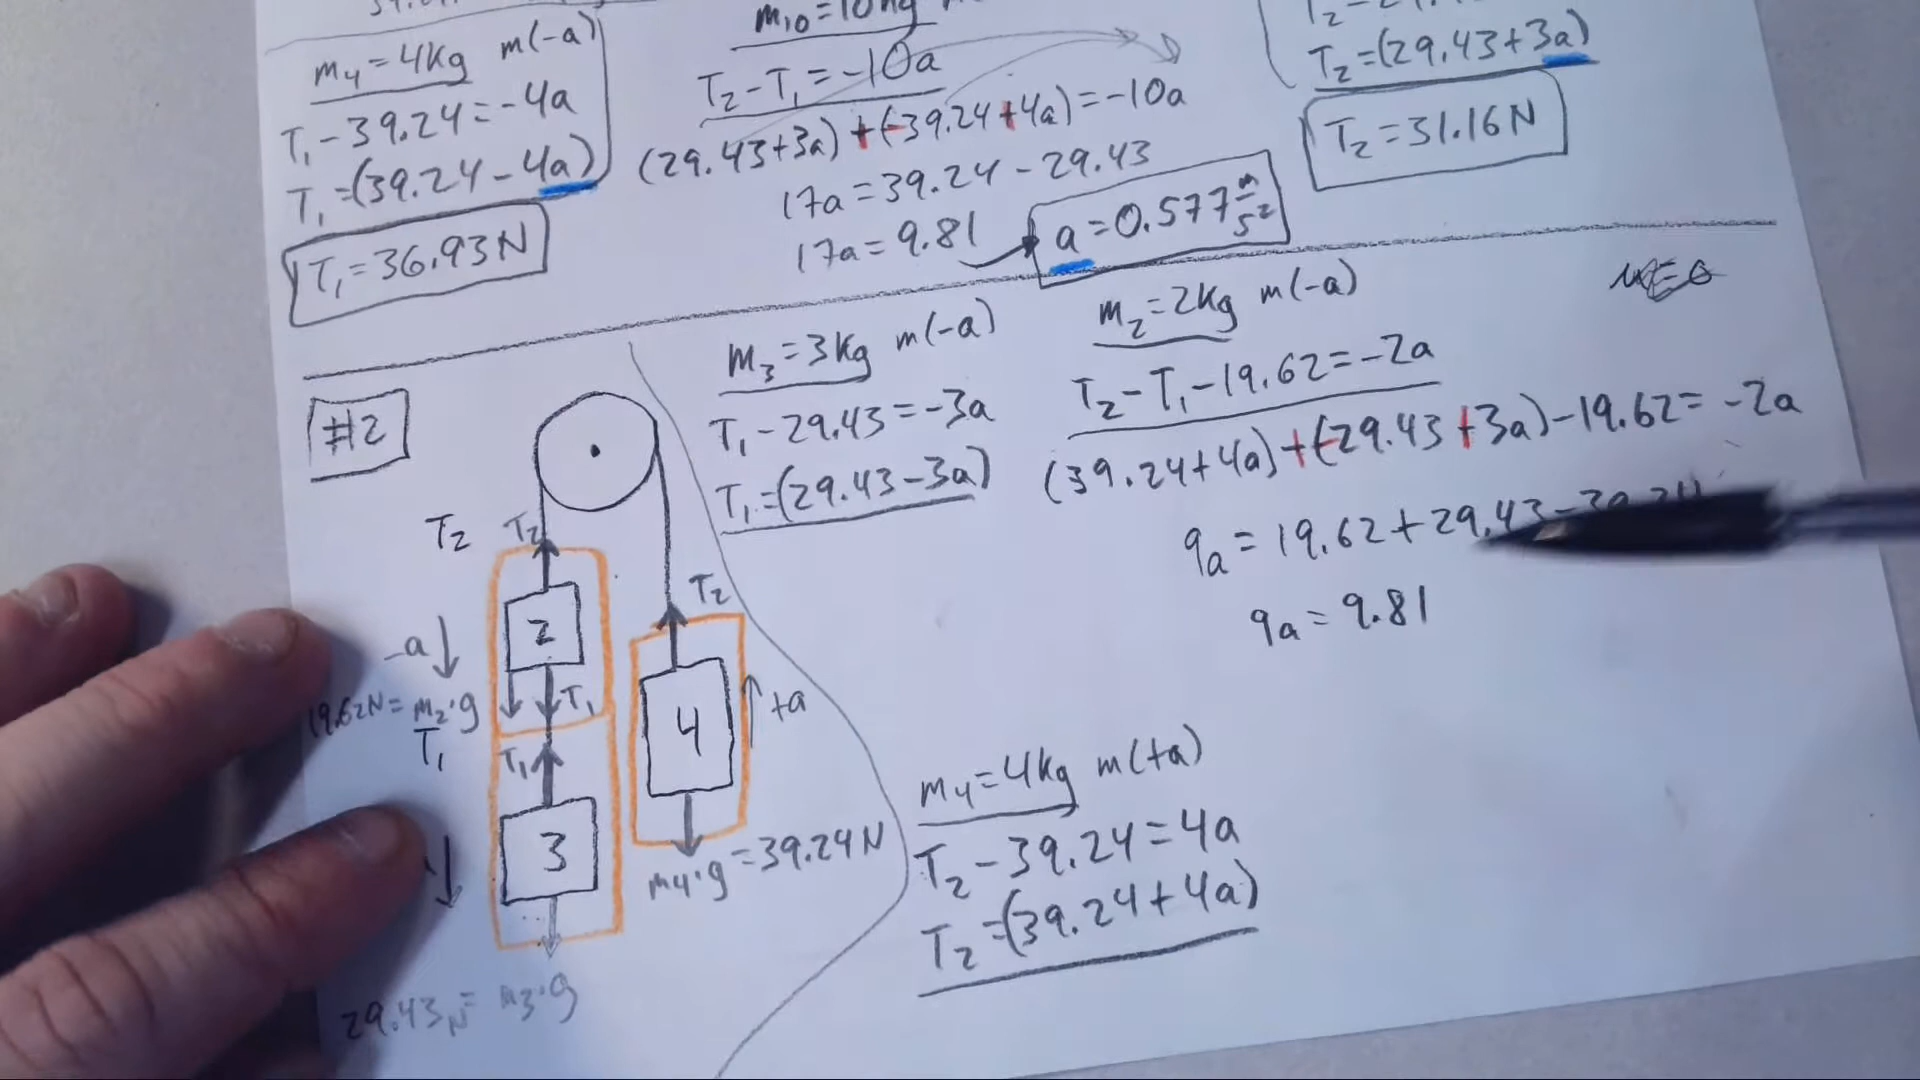 m₄=4kg m(-a)
T₁-39.24=-4a
T₁=(39.24-4a)
T₁=36.93N
m₁₀=10kg
T₂-T₁=-10a
(29.43+3a)+(-39.24+4a)=-10a
17a=39.24-29.43
17a=9.81
a=0.577 m/s²
T₂=(29.43+3a)
T₂=31.16N
#2
T₂ T₂
2
-a
19.62N=m₂·g
T₁
T₁
T₁
3
29.43N=m₃·g
T₂
4
+a
m₄·g=39.24N
m₃=3kg m(-a)
T₁-29.43=-3a
T₁=(29.43-3a)
m₂=2kg m(-a)
T₂-T₁-19.62=-2a
(39.24+4a)+(-29.43+3a)-19.62=-2a
9a=19.62+29.43-39.24
9a=9.81
m₄=4kg m(+a)
T₂-39.24=4a
T₂=(39.24+4a)